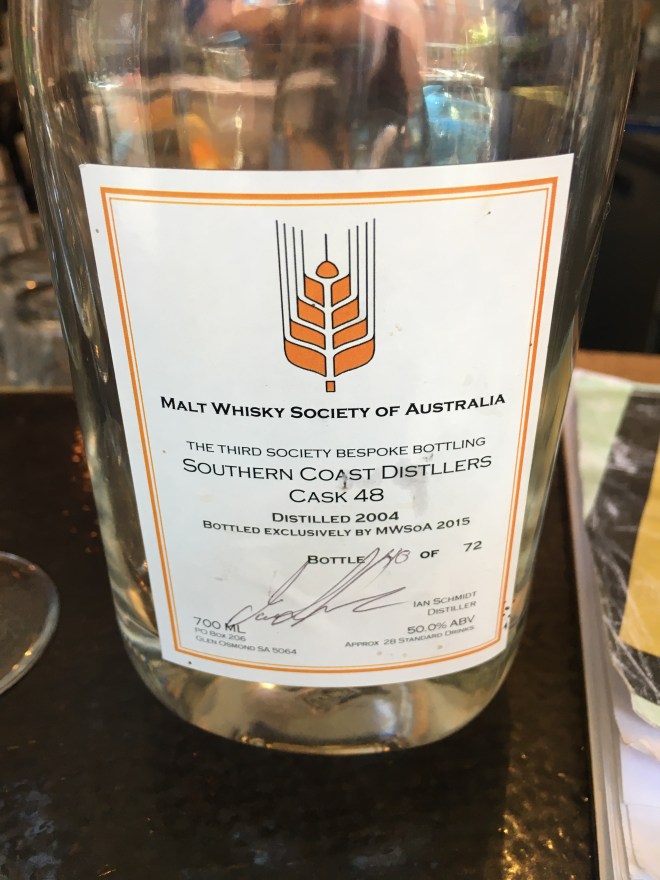 MALT WHISKY SOCIETY OF AUSTRALIA
THE THIRD SOCIETY BESPOKE BOTTLING
SOUTHERN COAST DISTLLERS
CASK 48
DISTILLED 2004
BOTTLED EXCLUSIVELY BY MWSOA 2015
BOTTLE OF 72
IAN SCHMIDT
DISTILLER
700 ML
50.0% ABV
PO BOX 206
APPROX 28 STANDARD DRINKS
GLEN OSMOND SA 5064